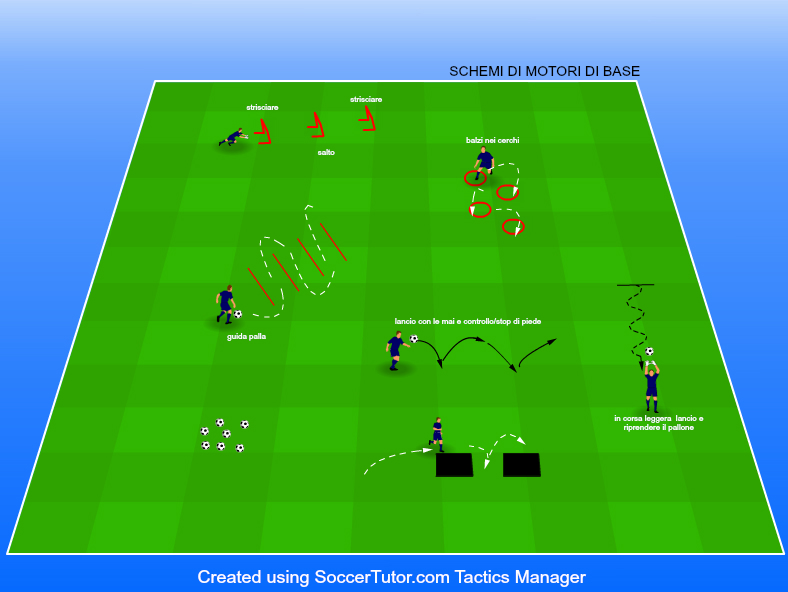 SCHEMI DI MOTORI DI BASE
strisciare
strisciare
salto
balzi nei cerchi
guida palla
lancio con le mai e controllo/stop di piede
in corsa leggera lancio e
riprendere il pallone
Created using SoccerTutor.com Tactics Manager